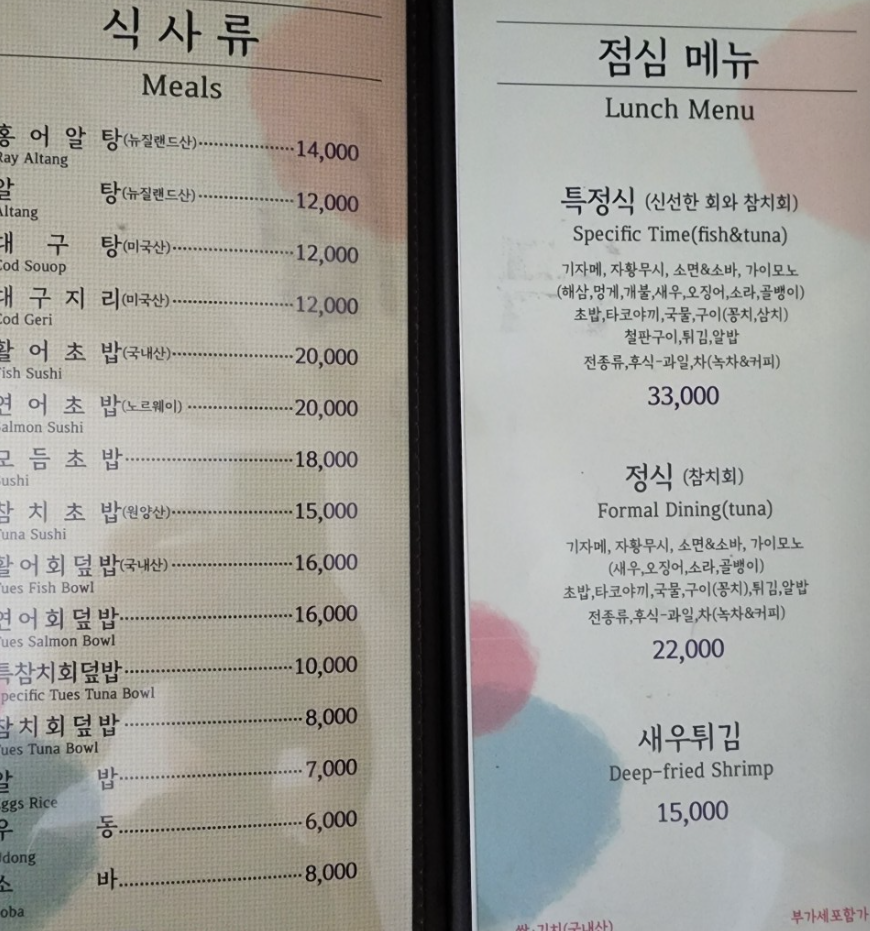 식사류
Meals
홍어알탕(뉴질랜드산) 14,000
Ray Altang
알탕(뉴질랜드산) 12,000
Altang
대구탕(미국산) 12,000
Cod Souop
대구지리(미국산) 12,000
Cod Geri
활어초밥(국내산) 20,000
Fish Sushi
연어초밥(노르웨이) 20,000
Salmon Sushi
모듬초밥 18,000
Sushi
참치초밥(원양산) 15,000
Tuna Sushi
활어회덮밥(국내산) 16,000
Tues Fish Bowl
연어회덮밥 16,000
Tues Salmon Bowl
특참치회덮밥 10,000
Specific Tues Tuna Bowl
참치회덮밥 8,000
Tues Tuna Bowl
알밥 7,000
Eggs Rice
우동 6,000
Udong
소바 8,000
Soba
점심 메뉴
Lunch Menu
특정식 (신선한 회와 참치회)
Specific Time(fish&tuna)
기자메, 자황무시, 소면&소바, 가이모노
(해삼,멍게,개불,새우,오징어,소라,골뱅이)
초밥,타코야끼,국물,구이(꽁치,삼치)
철판구이,튀김,알밥
전종류,후식-과일,차(녹차&커피)
33,000
정식 (참치회)
Formal Dining(tuna)
기자메, 자황무시, 소면&소바, 가이모노
(새우,오징어,소라,골뱅이)
초밥,타코야끼,국물,구이(꽁치),튀김,알밥
전종류,후식-과일,차(녹차&커피)
22,000
새우튀김
Deep-fried Shrimp
15,000
쌀·김치(국내산)
부가세포함가